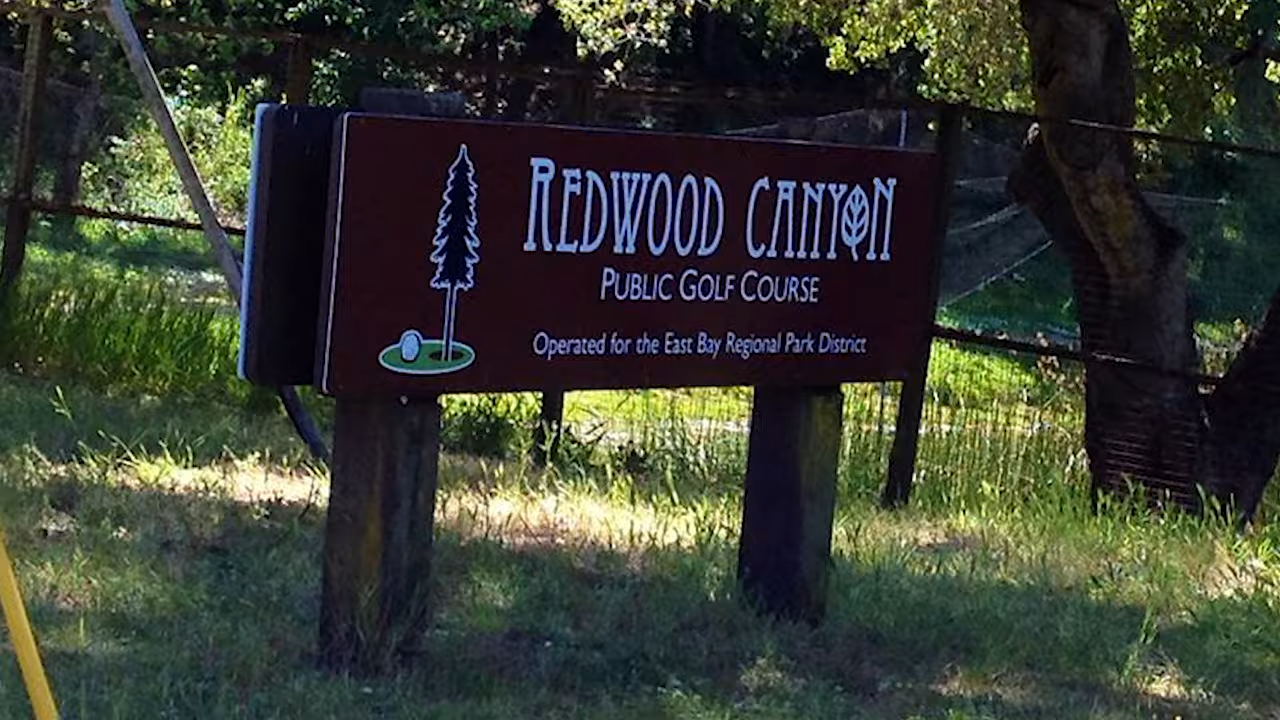 REDWOOD CANYON
PUBLIC GOLF COURSE
Operated for the East Bay Regional Park District